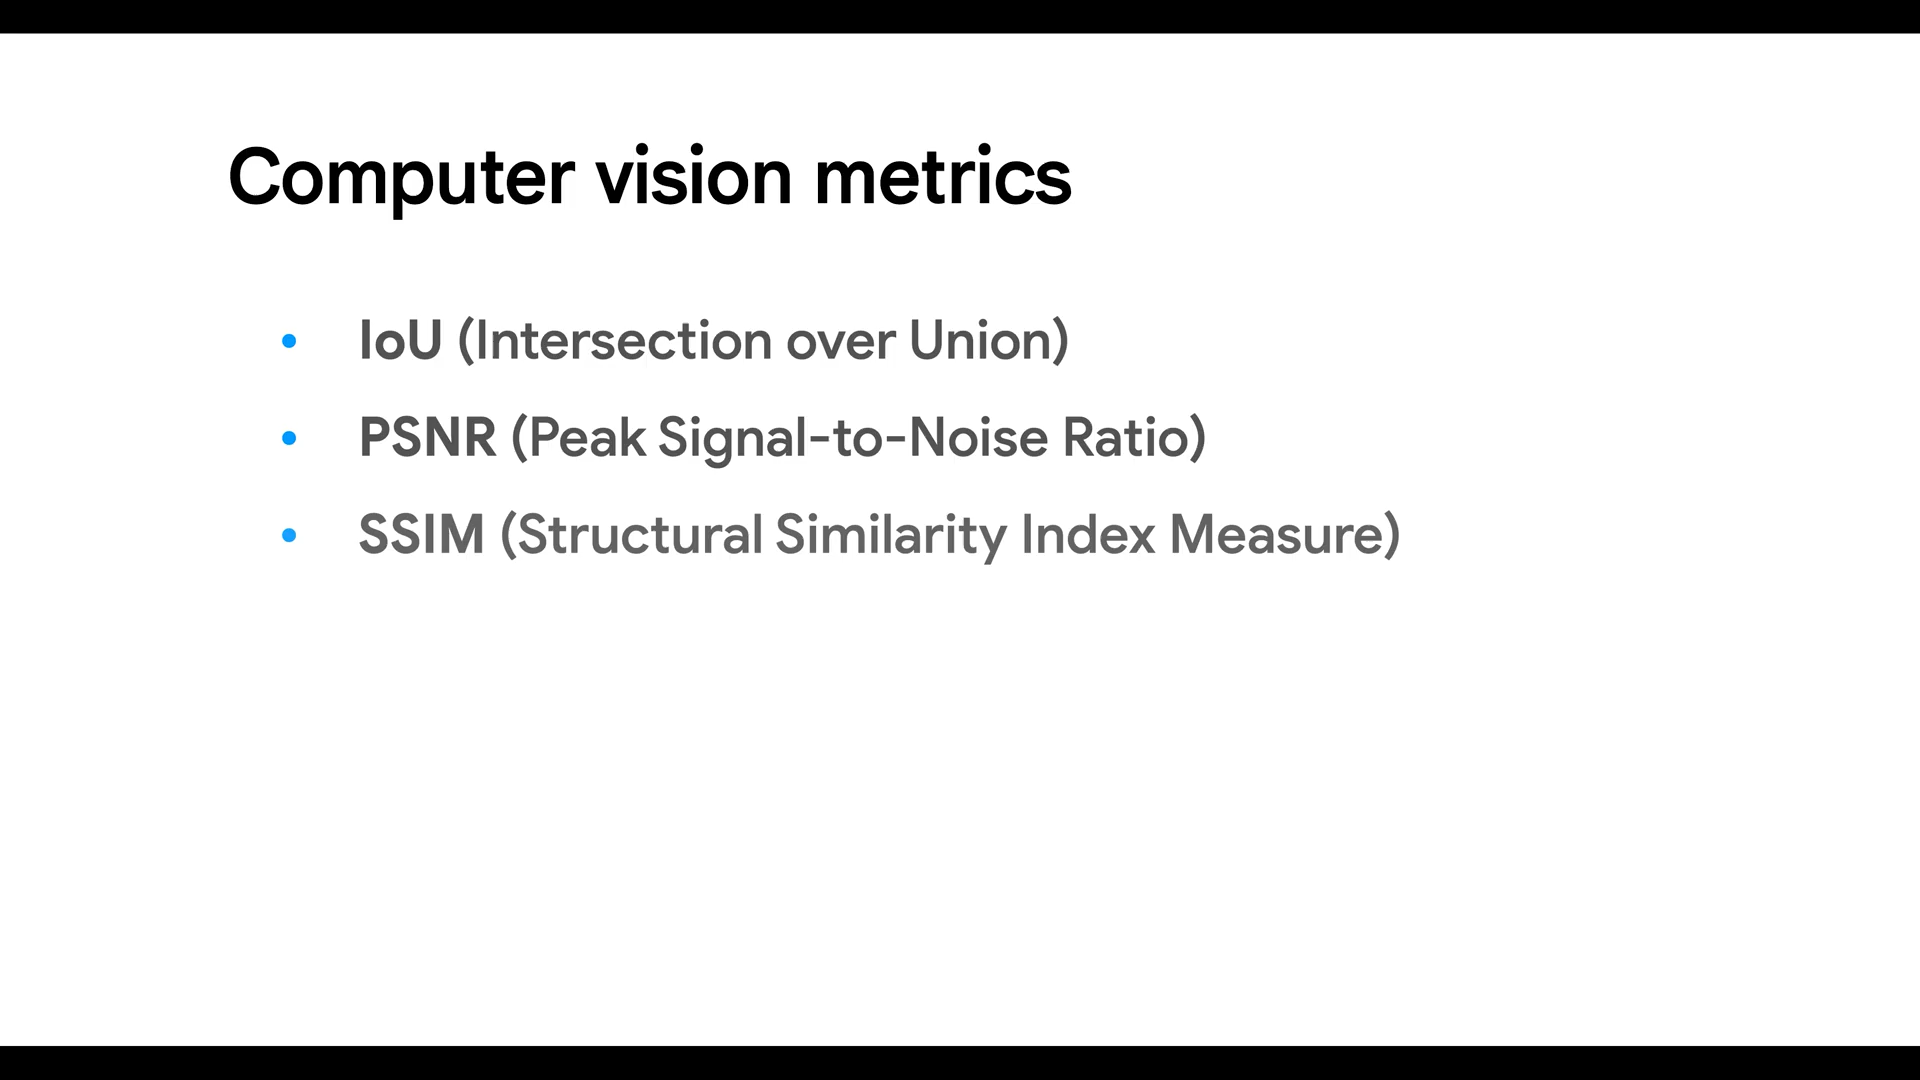 Computer vision metrics
• IoU (Intersection over Union)
• PSNR (Peak Signal-to-Noise Ratio)
• SSIM (Structural Similarity Index Measure)